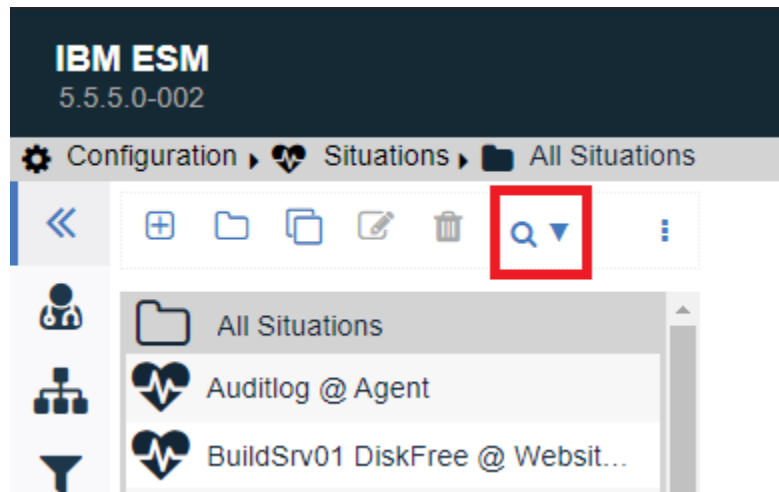 IBM ESM
5.5.5.0-002
Configuration Situations All Situations
All Situations
Auditlog @ Agent
BuildSrv01 DiskFree @ Websit...